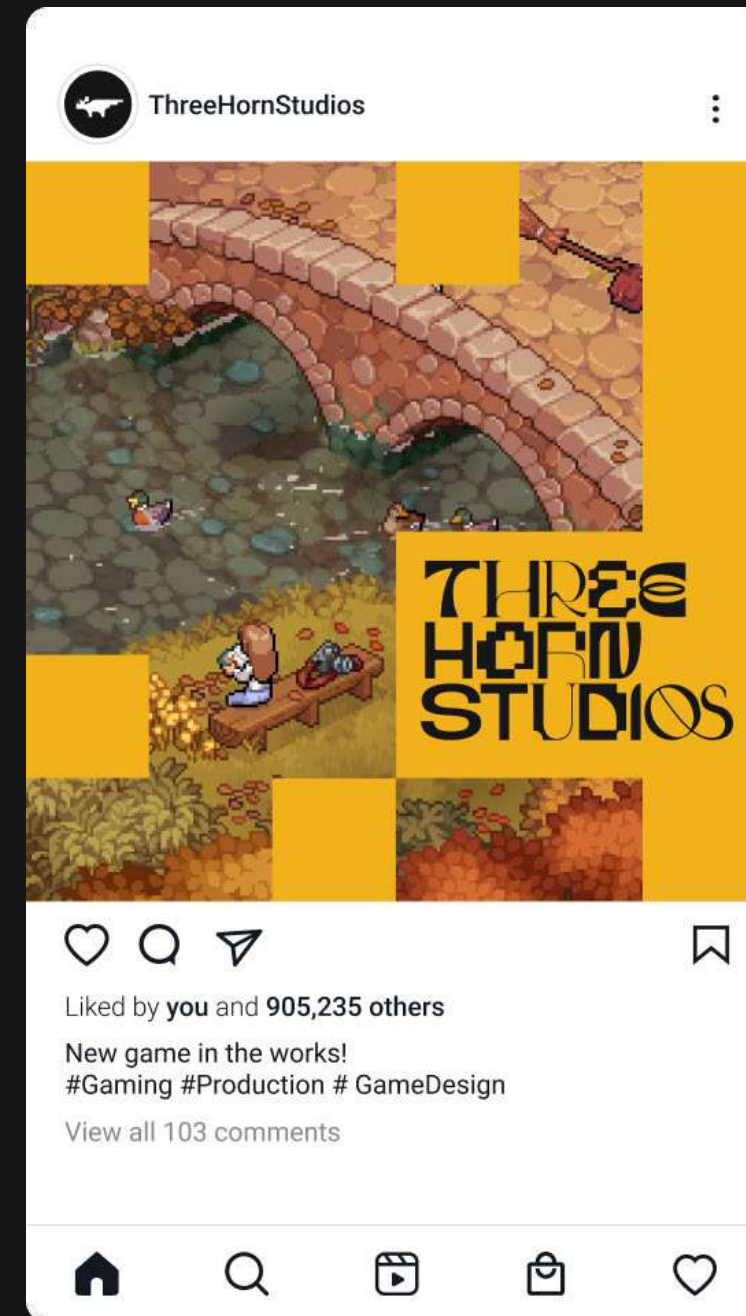 ThreeHornStudios
THREE
HORN
STUDIOS
Liked by you and 905,235 others
New game in the works!
#Gaming #Production # GameDesign
View all 103 comments